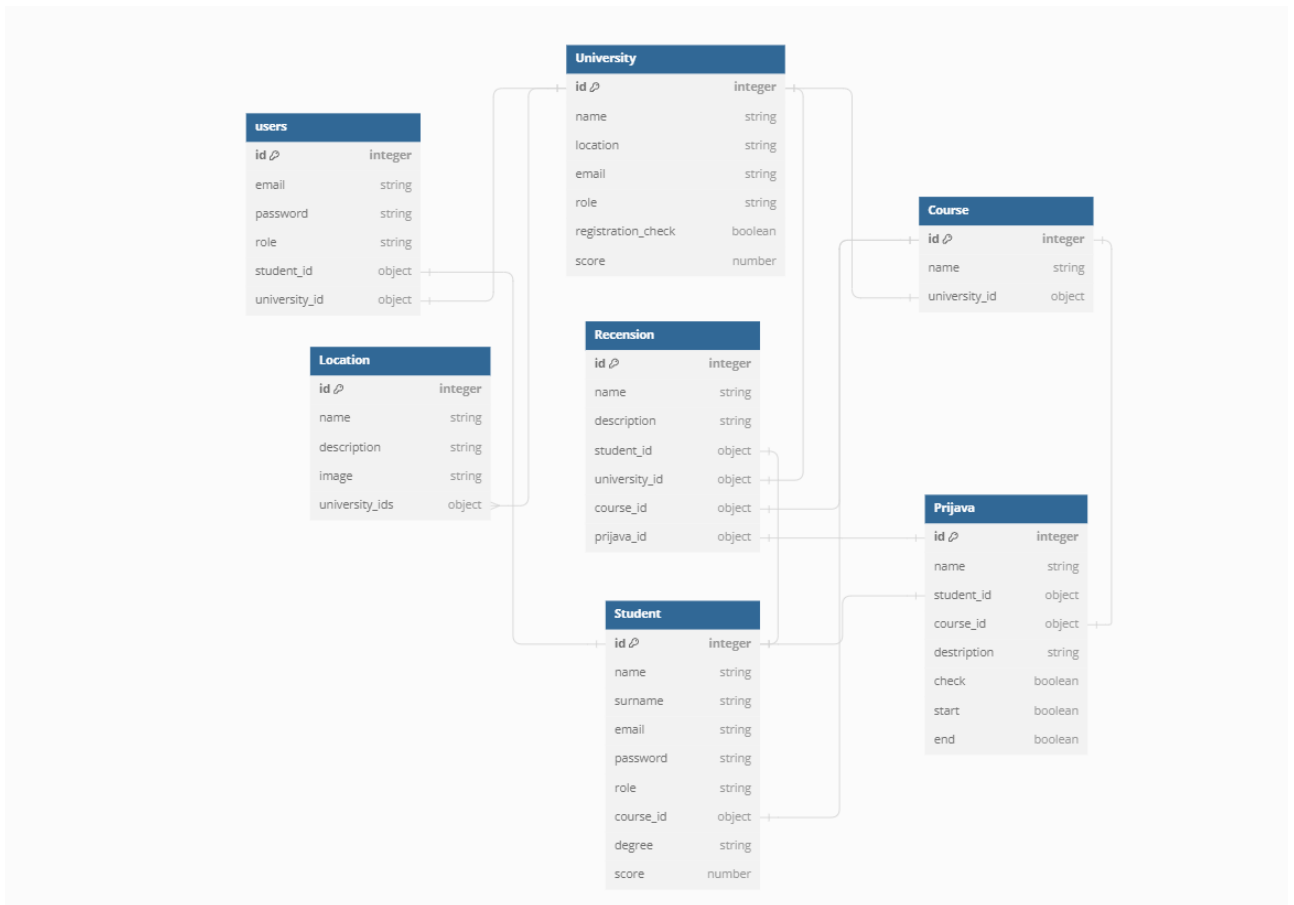 University
id integer
name string
location string
email string
role string
registration_check boolean
score number
users
id integer
email string
password string
role string
student_id object
university_id object
Course
id integer
name string
university_id object
Location
id integer
name string
description string
image string
university_ids object
Recension
id integer
name string
description string
student_id object
university_id object
course_id object
prijava_id object
Prijava
id integer
name string
student_id object
course_id object
destription string
check boolean
start boolean
end boolean
Student
id integer
name string
surname string
email string
password string
role string
course_id object
degree string
score number